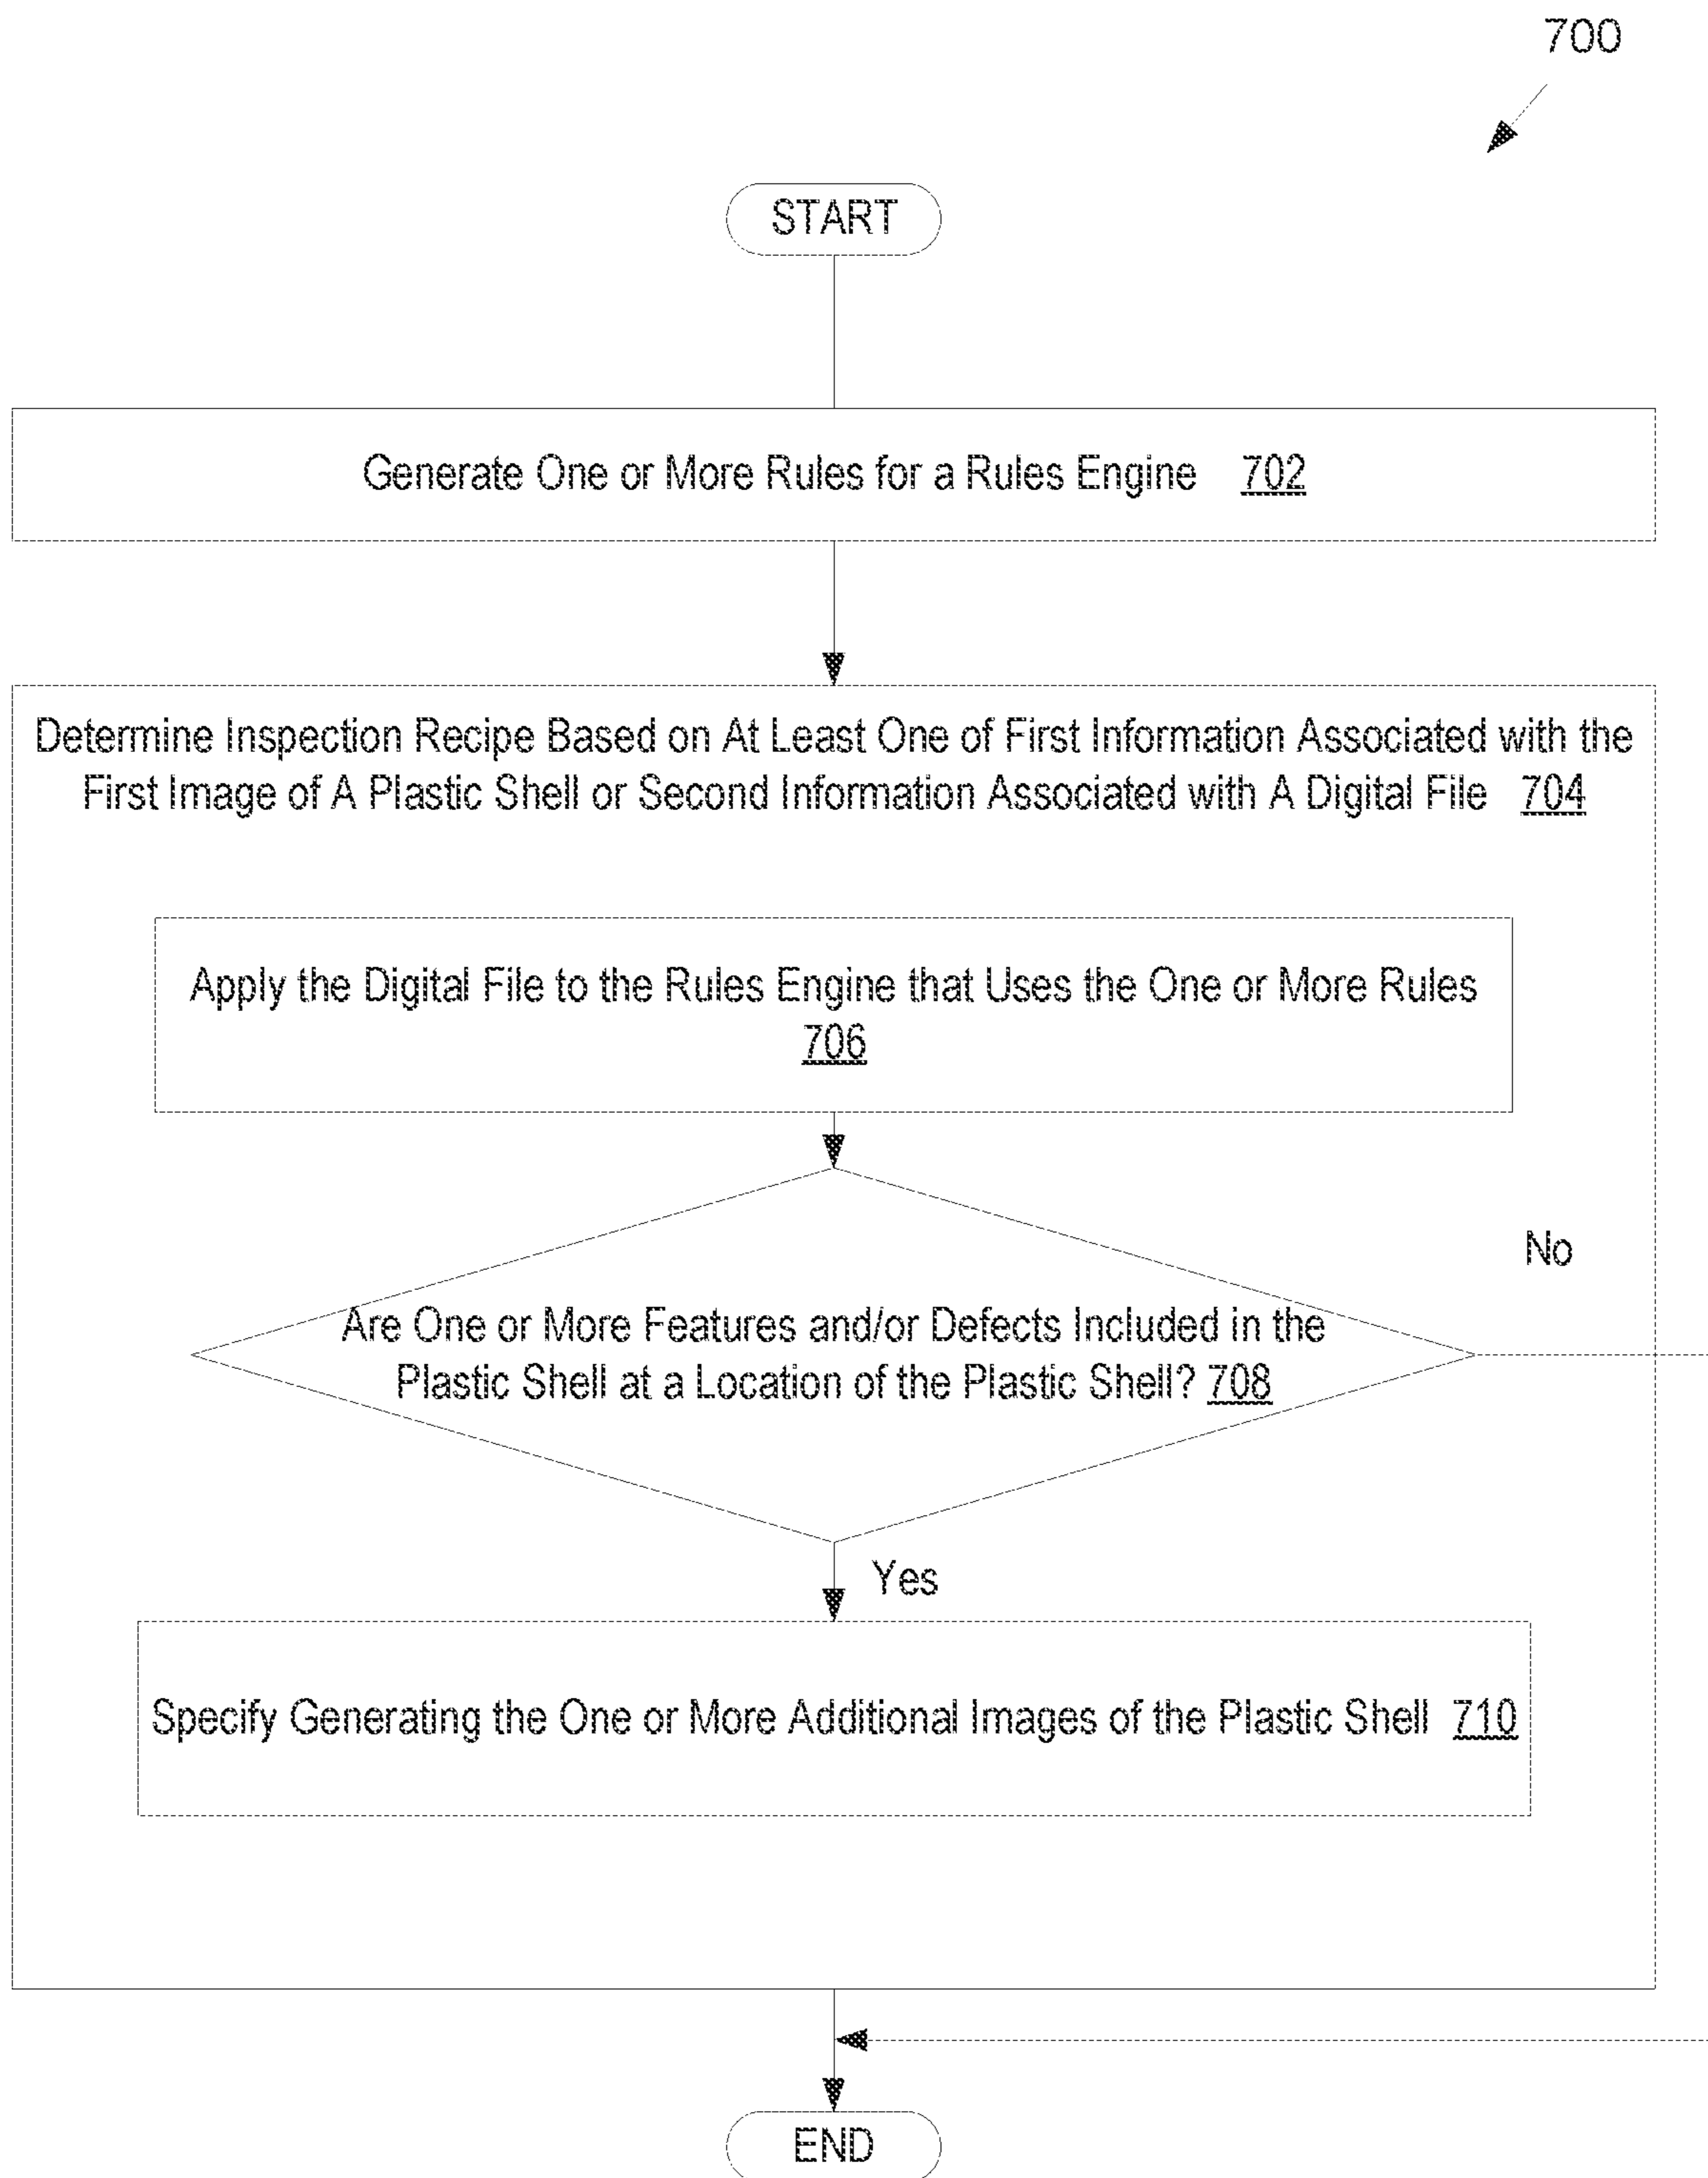 700
START
Generate One or More Rules for a Rules Engine 702
Determine Inspection Recipe Based on At Least One of First Information Associated with the
First Image of A Plastic Shell or Second Information Associated with A Digital File 704
Apply the Digital File to the Rules Engine that Uses the One or More Rules
706
No
Are One or More Features and/or Defects Included in the
Plastic Shell at a Location of the Plastic Shell? 708
Yes
Specify Generating the One or More Additional Images of the Plastic Shell 710
END